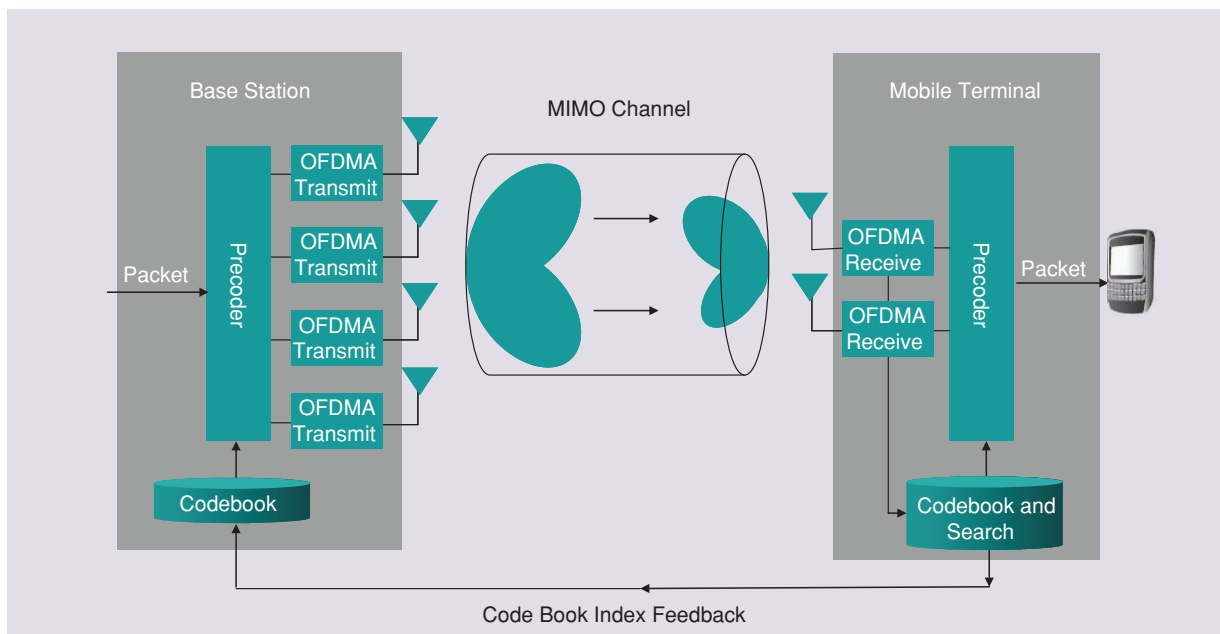 Base Station
MIMO Channel
Mobile Terminal
Packet
Precoder
OFDMA
Transmit
OFDMA
Transmit
OFDMA
Transmit
OFDMA
Transmit
Codebook
OFDMA
Receive
OFDMA
Receive
Precoder
Packet
Codebook and
Search
Code Book Index Feedback